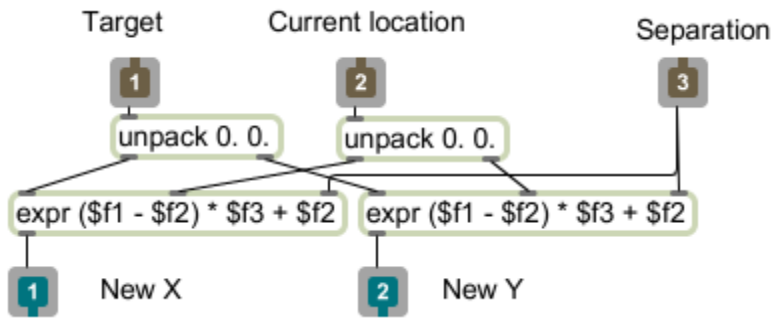 Target
Current location
Separation
1
2
3
unpack 0. 0.
unpack 0. 0.
expr ($f1 - $f2) * $f3 + $f2
expr ($f1 - $f2) * $f3 + $f2
1
New X
2
New Y